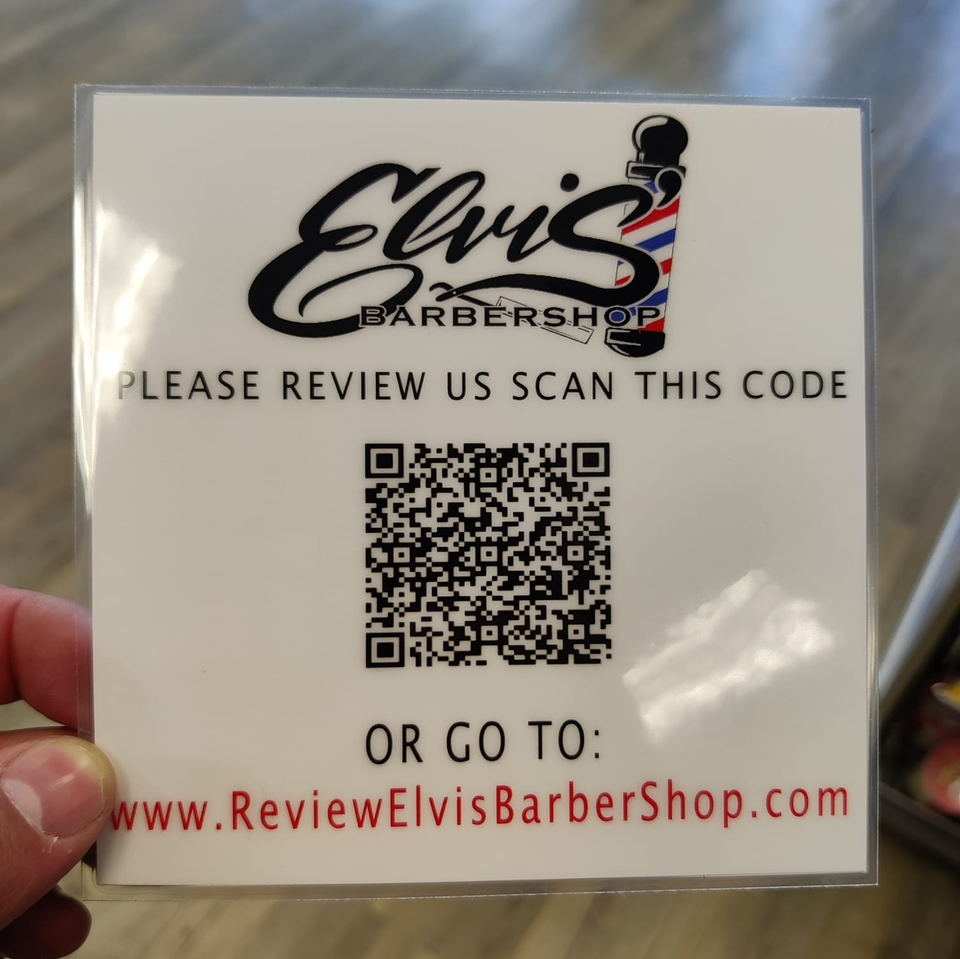 Elvis'
BARBERSHOP
PLEASE REVIEW US SCAN THIS CODE
OR GO TO:
www.ReviewElvisBarberShop.com